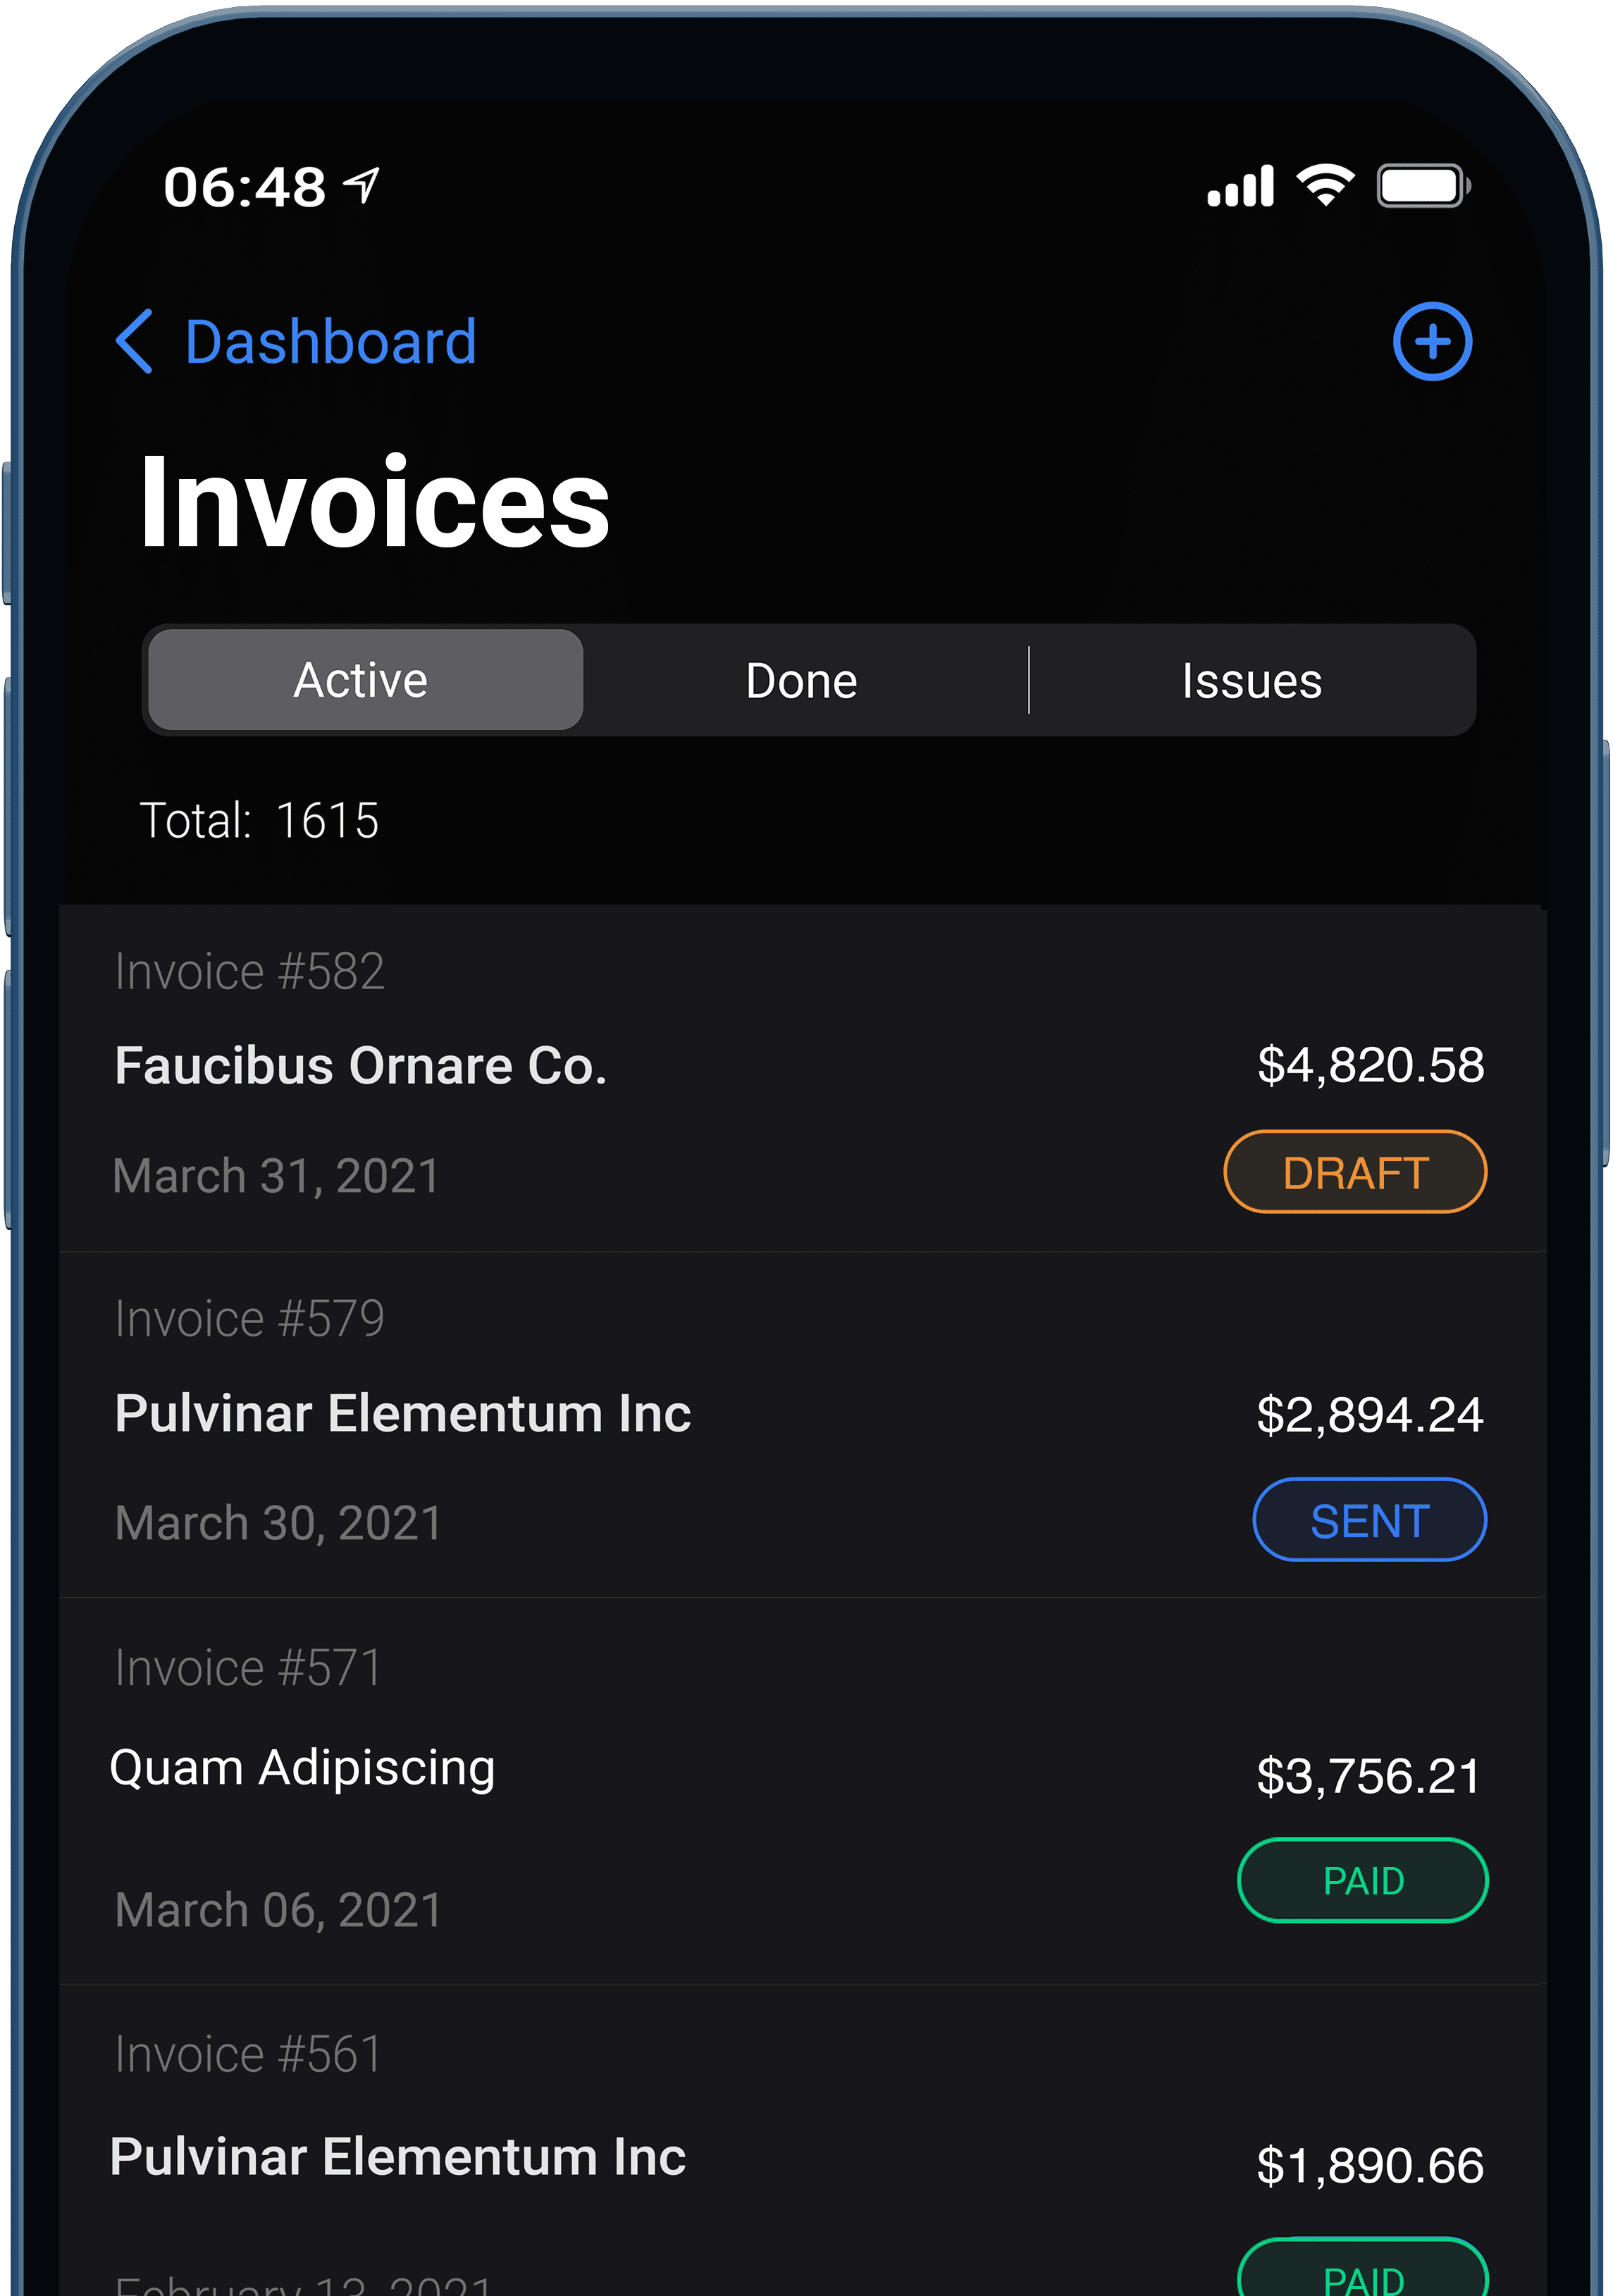 06:48
Dashboard
Invoices
Active Done Issues
Total: 1615
Invoice #582
Faucibus Ornare Co. $4,820.58
March 31, 2021 DRAFT
Invoice #579
Pulvinar Elementum Inc $2,894.24
March 30, 2021 SENT
Invoice #571
Quam Adipiscing $3,756.21
March 06, 2021 PAID
Invoice #561
Pulvinar Elementum Inc $1,890.66
February 13, 2021 PAID